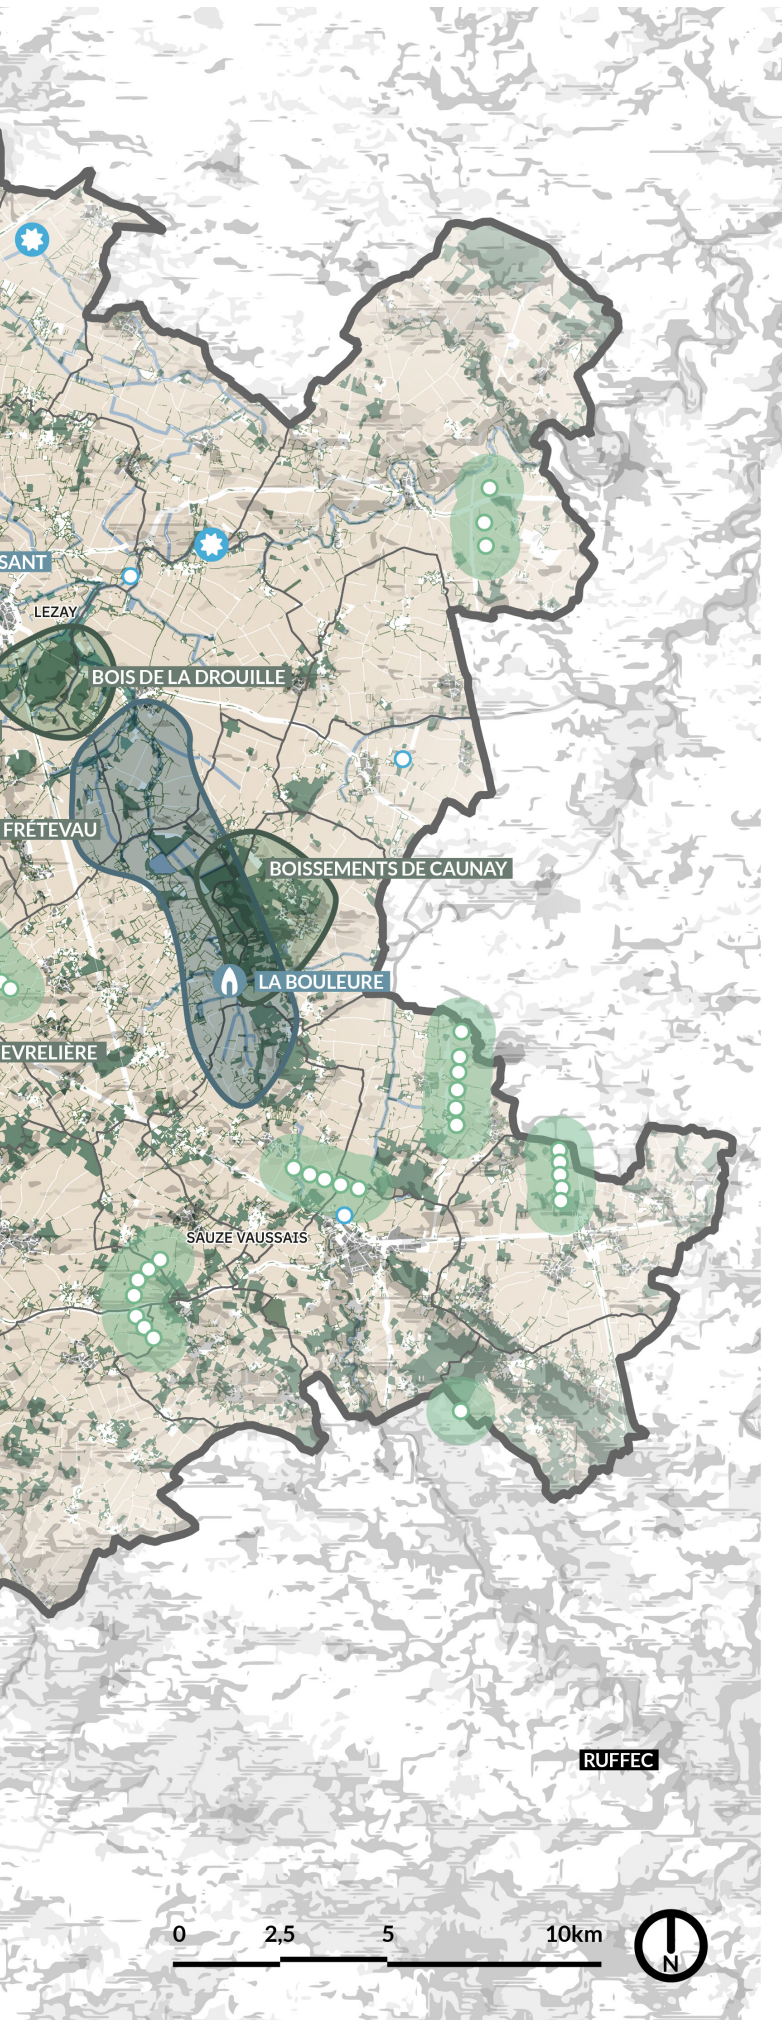 SANT
LEZAY
BOIS DE LA DROUILLE
FRÉTEVAU
BOISSEMENTS DE CAUNAY
LA BOULEURE
EVRELIÈRE
SAUZE VAUSSAIS
RUFFEC
0 2,5 5 10km
N